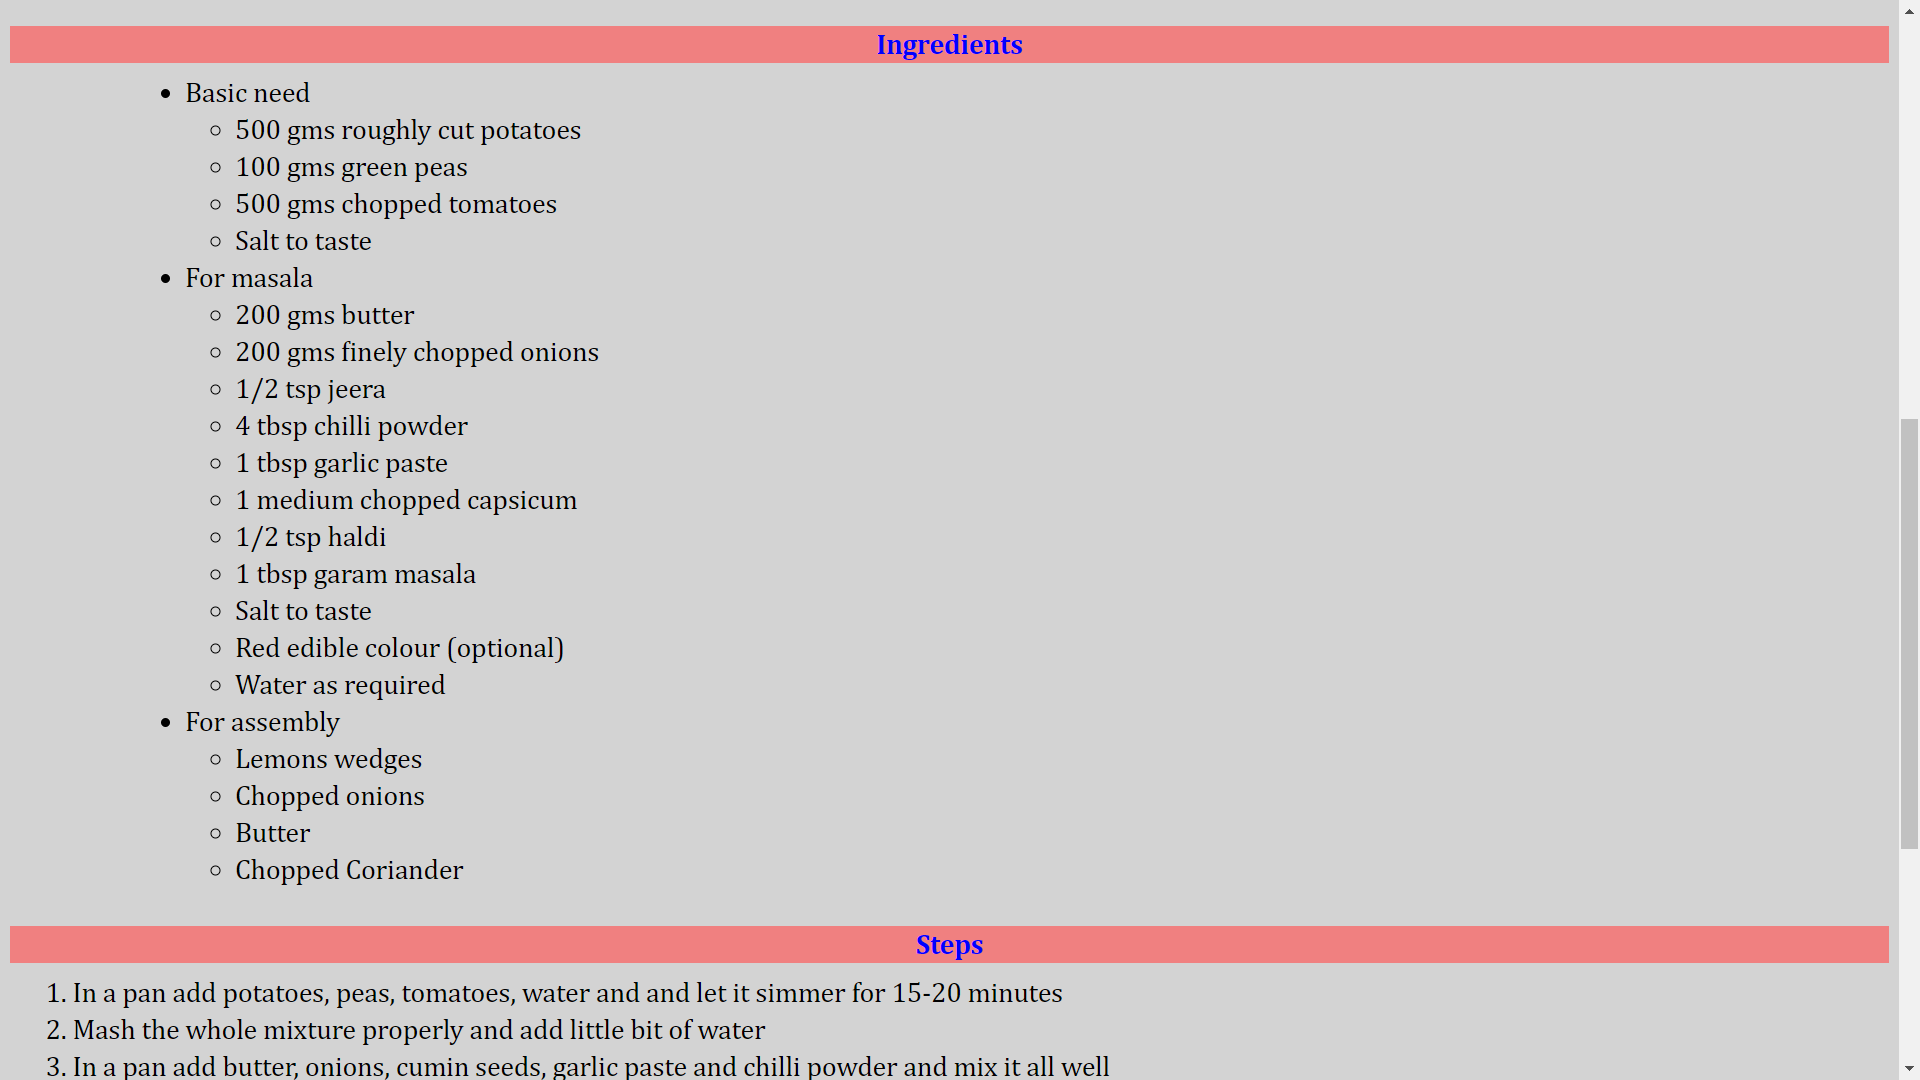 Ingredients
Basic need
500 gms roughly cut potatoes
100 gms green peas
500 gms chopped tomatoes
Salt to taste
For masala
200 gms butter
200 gms finely chopped onions
1/2 tsp jeera
4 tbsp chilli powder
1 tbsp garlic paste
1 medium chopped capsicum
1/2 tsp haldi
1 tbsp garam masala
Salt to taste
Red edible colour (optional)
Water as required
For assembly
Lemons wedges
Chopped onions
Butter
Chopped Coriander
Steps
1. In a pan add potatoes, peas, tomatoes, water and and let it simmer for 15-20 minutes
2. Mash the whole mixture properly and add little bit of water
3. In a pan add butter, onions, cumin seeds, garlic paste and chilli powder and mix it all well